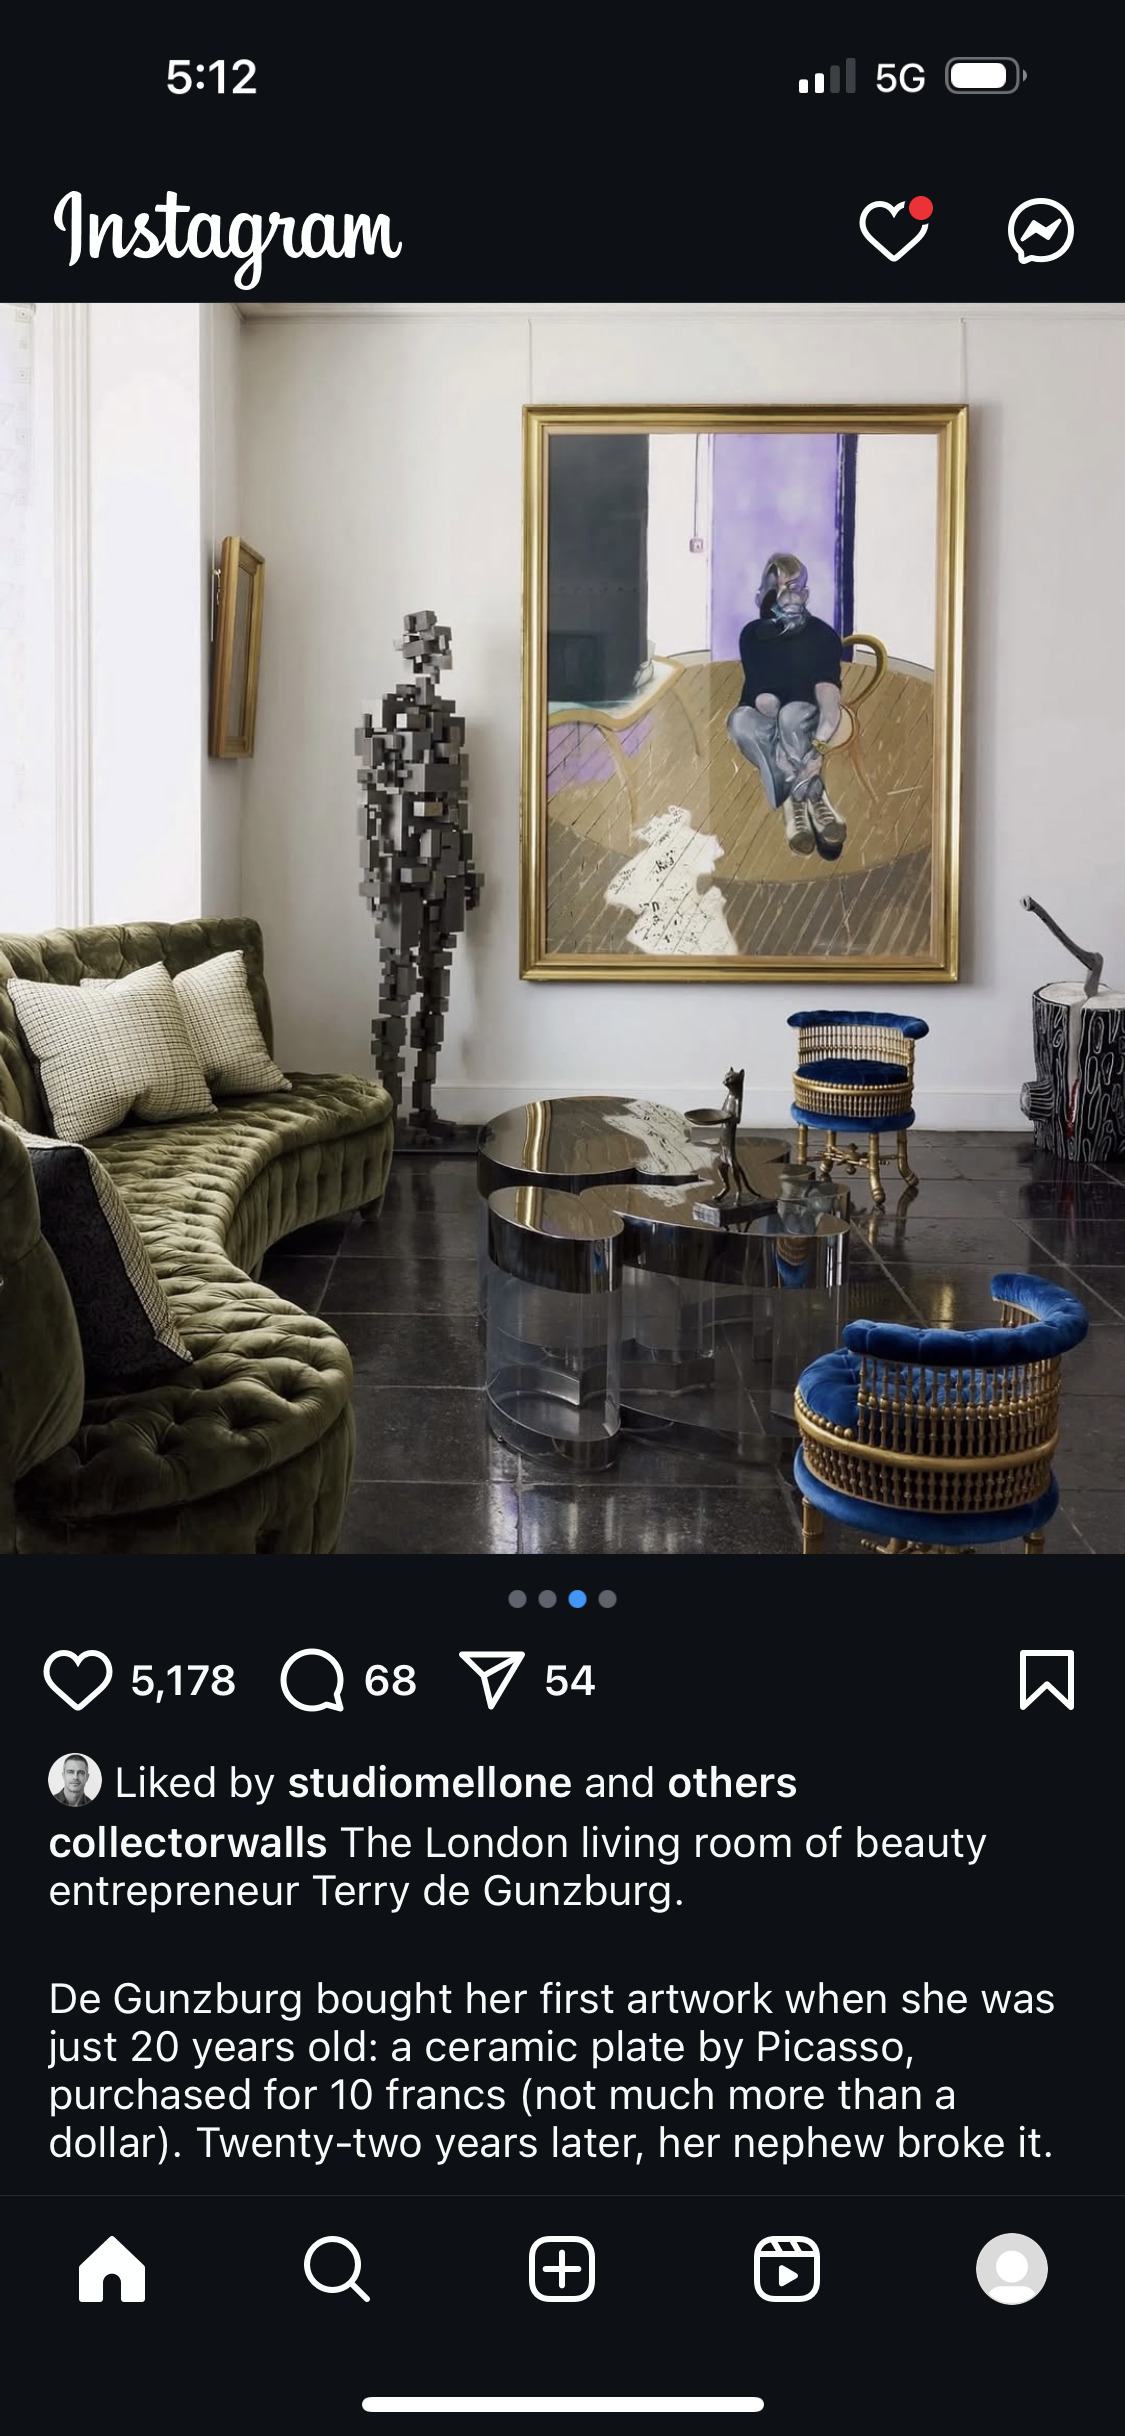 5:12
5G
Instagram
5,178
68
54
Liked by studiomellone and others
collectorwalls The London living room of beauty
entrepreneur Terry de Gunzburg.
De Gunzburg bought her first artwork when she was
just 20 years old: a ceramic plate by Picasso,
purchased for 10 francs (not much more than a
dollar). Twenty-two years later, her nephew broke it.